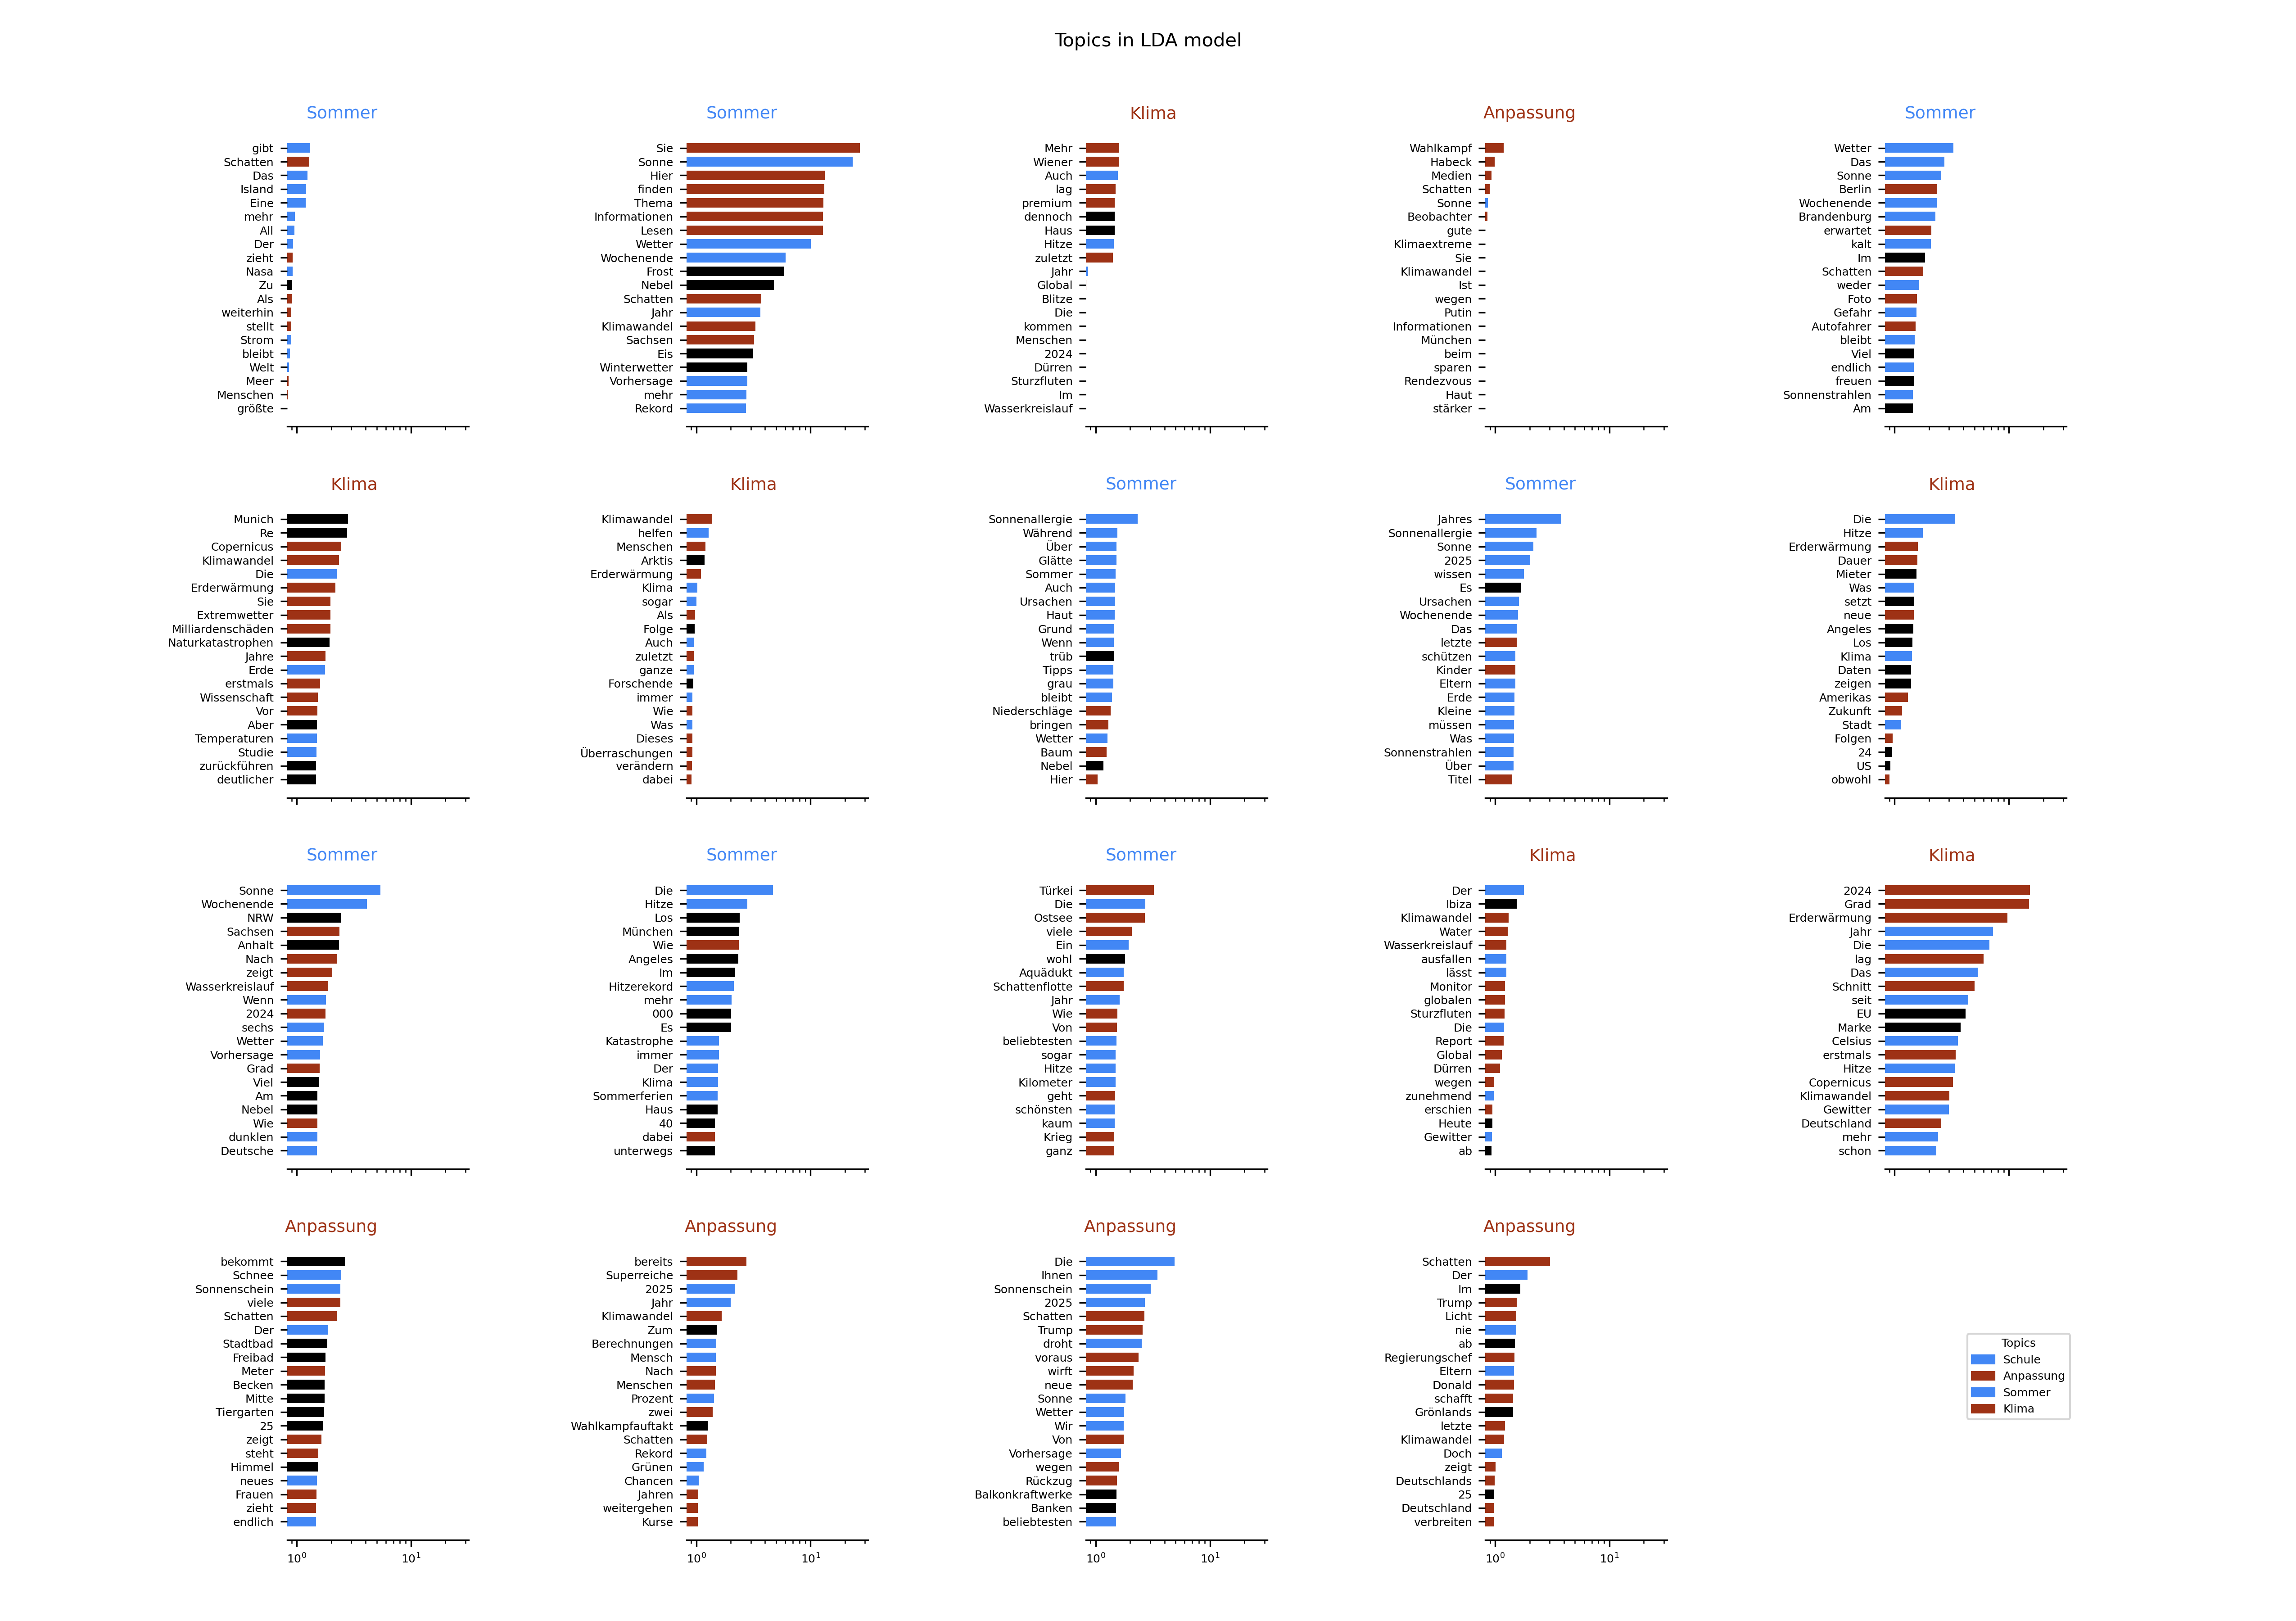 Topics in LDA model
Sommer
gibt
Schatten
Das
Island
Eine
mehr
All
Der
zieht
Nasa
Zu
Als
weiterhin
stellt
Strom
bleibt
Welt
Meer
Menschen
größte
Sommer
Sie
Sonne
Hier
finden
Thema
Informationen
Lesen
Wetter
Wochenende
Frost
Nebel
Schatten
Jahr
Klimawandel
Sachsen
Eis
Winterwetter
Vorhersage
mehr
Rekord
Klima
Mehr
Wiener
Auch
lag
premium
dennoch
Haus
Hitze
zuletzt
Jahr
Global
Blitze
Die
kommen
Menschen
2024
Dürren
Sturzfluten
Im
Wasserkreislauf
Anpassung
Wahlkampf
Habeck
Medien
Schatten
Sonne
Beobachter
gute
Klimaextreme
Sie
Klimawandel
Ist
wegen
Putin
Informationen
München
beim
sparen
Rendezvous
Haut
stärker
Sommer
Wetter
Das
Sonne
Berlin
Wochenende
Brandenburg
erwartet
kalt
Im
Schatten
weder
Foto
Gefahr
Autofahrer
bleibt
Viel
endlich
freuen
Sonnenstrahlen
Am
Klima
Munich
Re
Copernicus
Klimawandel
Die
Erderwärmung
Sie
Extremwetter
Milliardenschäden
Naturkatastrophen
Jahre
Erde
erstmals
Wissenschaft
Vor
Aber
Temperaturen
Studie
zurückführen
deutlicher
Klima
Klimawandel
helfen
Menschen
Arktis
Erderwärmung
Klima
sogar
Als
Folge
Auch
zuletzt
ganze
Forschende
immer
Wie
Was
Dieses
Überraschungen
verändern
dabei
Sommer
Sonnenallergie
Während
Über
Glätte
Sommer
Auch
Ursachen
Haut
Grund
Wenn
trüb
Tipps
grau
bleibt
Niederschläge
bringen
Wetter
Baum
Nebel
Hier
Sommer
Jahres
Sonnenallergie
Sonne
2025
wissen
Es
Ursachen
Wochenende
Das
letzte
schützen
Kinder
Eltern
Erde
Kleine
müssen
Was
Sonnenstrahlen
Über
Titel
Klima
Die
Hitze
Erderwärmung
Dauer
Mieter
Was
setzt
neue
Angeles
Los
Klima
Daten
zeigen
Amerikas
Zukunft
Stadt
Folgen
24
US
obwohl
Sommer
Sonne
Wochenende
NRW
Sachsen
Anhalt
Nach
zeigt
Wasserkreislauf
Wenn
2024
sechs
Wetter
Vorhersage
Grad
Viel
Am
Nebel
Wie
dunklen
Deutsche
Sommer
Die
Hitze
Los
München
Wie
Angeles
Im
Hitzerekord
mehr
000
Es
Katastrophe
immer
Der
Klima
Sommerferien
Haus
40
dabei
unterwegs
Sommer
Türkei
Die
Ostsee
viele
Ein
wohl
Aquädukt
Schattenflotte
Jahr
Wie
Von
beliebtesten
sogar
Hitze
Kilometer
geht
schönsten
kaum
Krieg
ganz
Klima
Der
Ibiza
Klimawandel
Water
Wasserkreislauf
ausfallen
lässt
Monitor
globalen
Sturzfluten
Die
Report
Global
Dürren
wegen
zunehmend
erschien
Heute
Gewitter
ab
Klima
2024
Grad
Erderwärmung
Jahr
Die
lag
Das
Schnitt
seit
EU
Marke
Celsius
erstmals
Hitze
Copernicus
Klimawandel
Gewitter
Deutschland
mehr
schon
Anpassung
bekommt
Schnee
Sonnenschein
viele
Schatten
Der
Stadtbad
Freibad
Meter
Becken
Mitte
Tiergarten
25
zeigt
steht
Himmel
neues
Frauen
zieht
endlich
10⁰ 10¹
Anpassung
bereits
Superreiche
2025
Jahr
Klimawandel
Zum
Berechnungen
Mensch
Nach
Menschen
Prozent
zwei
Wahlkampfauftakt
Schatten
Rekord
Grünen
Chancen
Jahren
weitergehen
Kurse
10⁰ 10¹
Anpassung
Die
Ihnen
Sonnenschein
2025
Schatten
Trump
droht
voraus
wirft
neue
Sonne
Wetter
Wir
Von
Vorhersage
wegen
Rückzug
Balkonkraftwerke
Banken
beliebtesten
10⁰ 10¹
Anpassung
Schatten
Der
Im
Trump
Licht
nie
ab
Regierungschef
Eltern
Donald
schafft
Grönlands
letzte
Klimawandel
Doch
zeigt
Deutschlands
25
Deutschland
verbreiten
10⁰ 10¹
Topics
Schule
Anpassung
Sommer
Klima